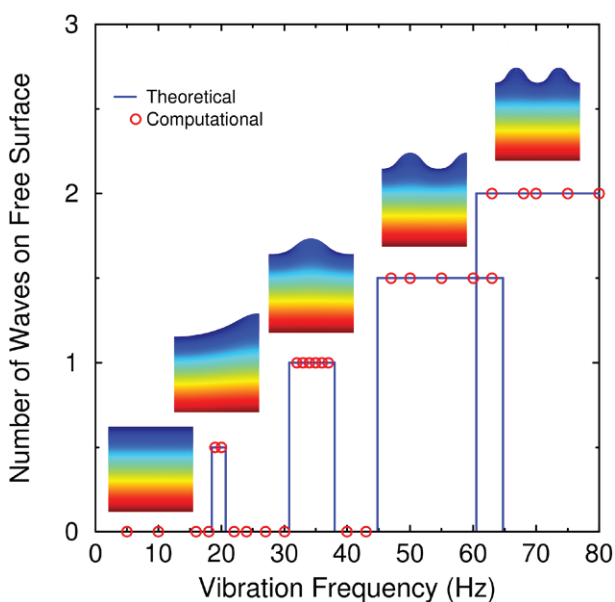 3
2
1
0
Number of Waves on Free Surface
Theoretical
Computational
0 10 20 30 40 50 60 70 80
Vibration Frequency (Hz)